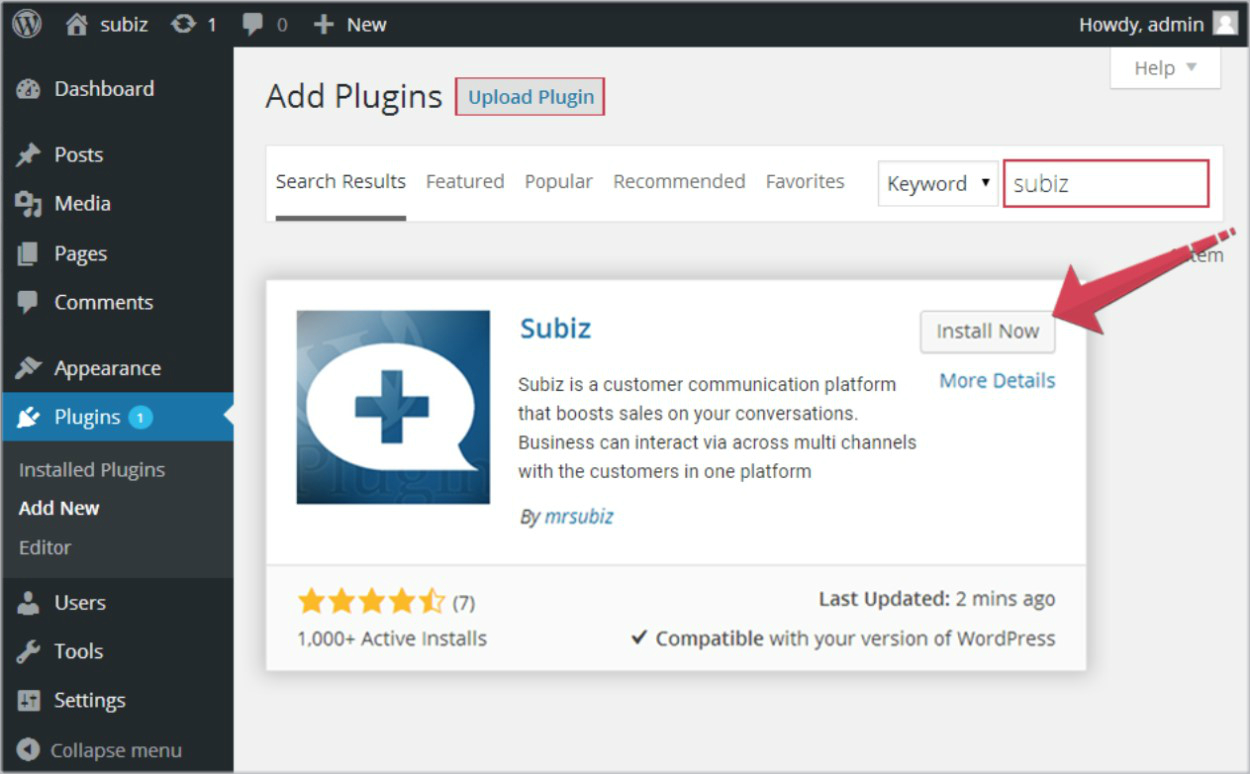 subiz 1 0 New Howdy, admin
Help
Dashboard
Posts
Media
Pages
Comments
Appearance
Plugins 1
Installed Plugins
Add New
Editor
Users
Tools
Settings
Collapse menu
Add Plugins Upload Plugin
Search Results Featured Popular Recommended Favorites Keyword subiz
Subiz
Install Now
More Details
Subiz is a customer communication platform
that boosts sales on your conversations.
Business can interact via across multi channels
with the customers in one platform
By mrsubiz
(7)
1,000+ Active Installs
Last Updated: 2 mins ago
Compatible with your version of WordPress